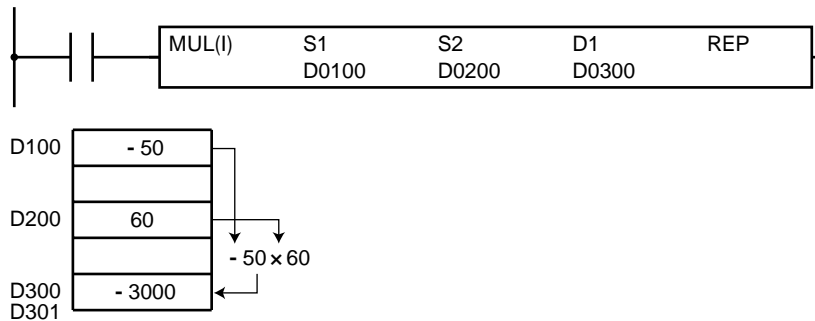 MUL(I) S1 S2 D1 REP
D0100 D0200 D0300
D100 - 50
D200 60
- 50 × 60
D300 - 3000
D301